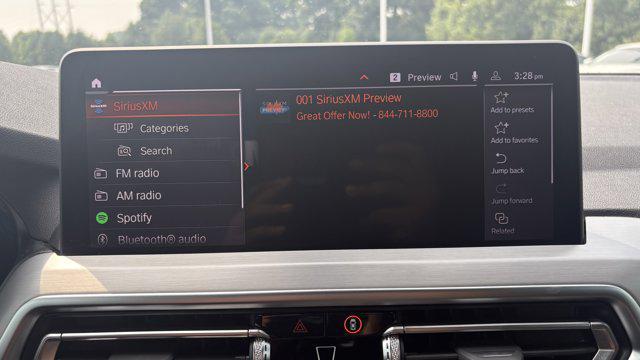 2 Preview 3:28 pm
SiriusXM
Categories
Search
FM radio
AM radio
Spotify
Bluetooth® audio
001 SiriusXM Preview
Great Offer Now! - 844-711-8800
PREVIEW
Add to presets
Add to favorites
Jump back
Jump forward
Related